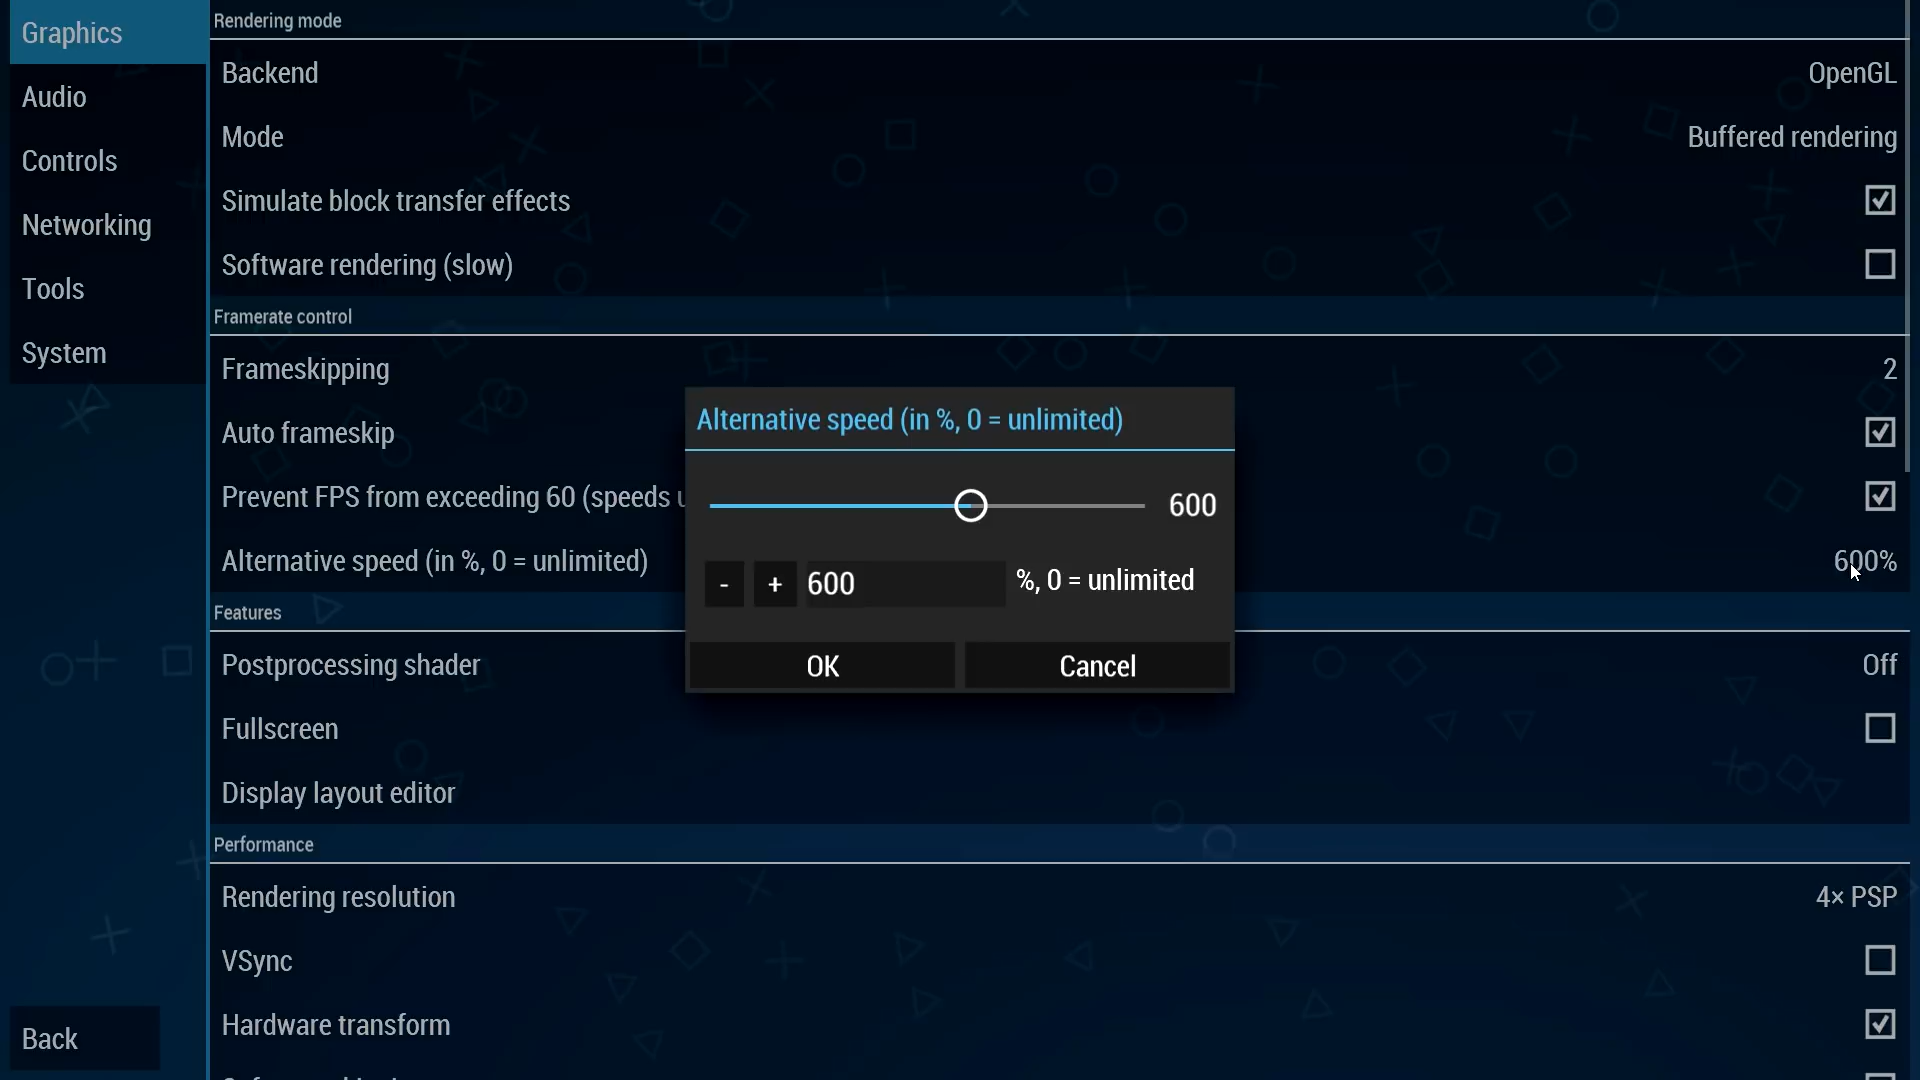 Graphics
Audio
Controls
Networking
Tools
System
Back
Rendering mode
Backend OpenGL
Mode Buffered rendering
Simulate block transfer effects
Software rendering (slow)
Framerate control
Frameskipping 2
Auto frameskip
Prevent FPS from exceeding 60 (speeds
Alternative speed (in %, 0 = unlimited) 600%
Features
Postprocessing shader Off
Fullscreen
Display layout editor
Performance
Rendering resolution 4× PSP
VSync
Hardware transform
Alternative speed (in %, 0 = unlimited)
600
- + 600 %, 0 = unlimited
OK Cancel